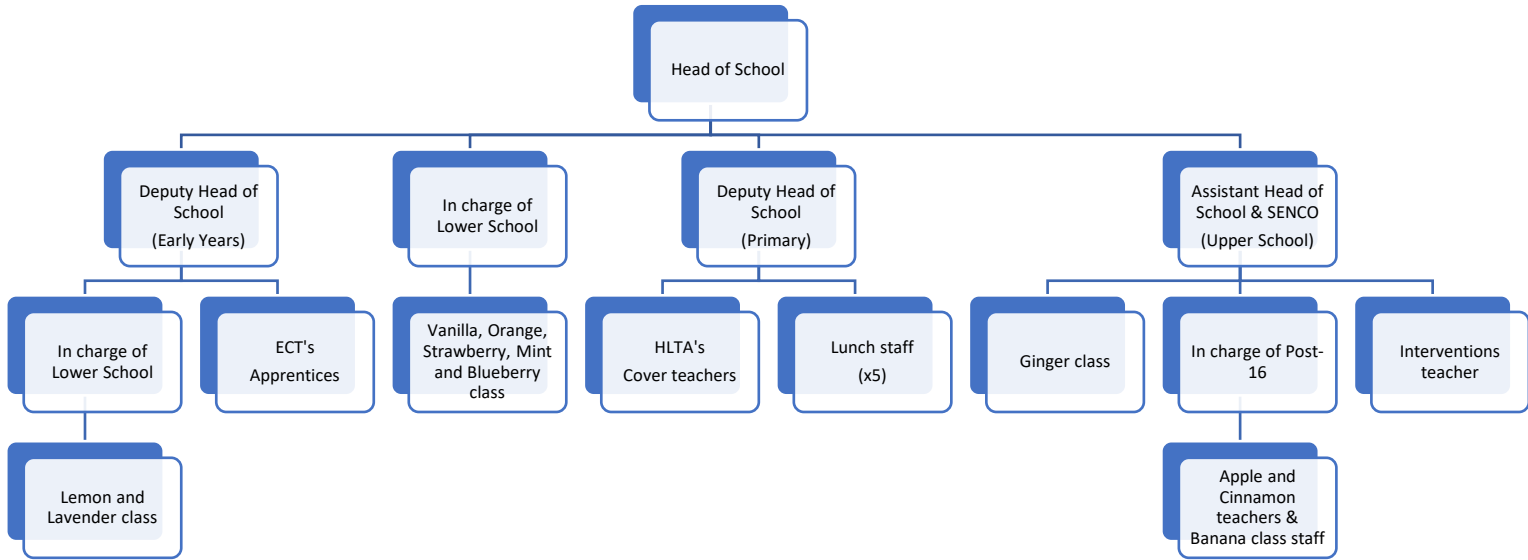 Head of School
Deputy Head of
School
(Early Years)
In charge of
Lower School
Deputy Head of
School
(Primary)
Assistant Head of
School & SENCO
(Upper School)
In charge of
Lower School
ECT's
Apprentices
Vanilla, Orange,
Strawberry, Mint
and Blueberry
class
HLTA's
Cover teachers
Lunch staff
(x5)
Ginger class
In charge of Post-
16
Interventions
teacher
Lemon and
Lavender class
Apple and
Cinnamon
teachers &
Banana class staff